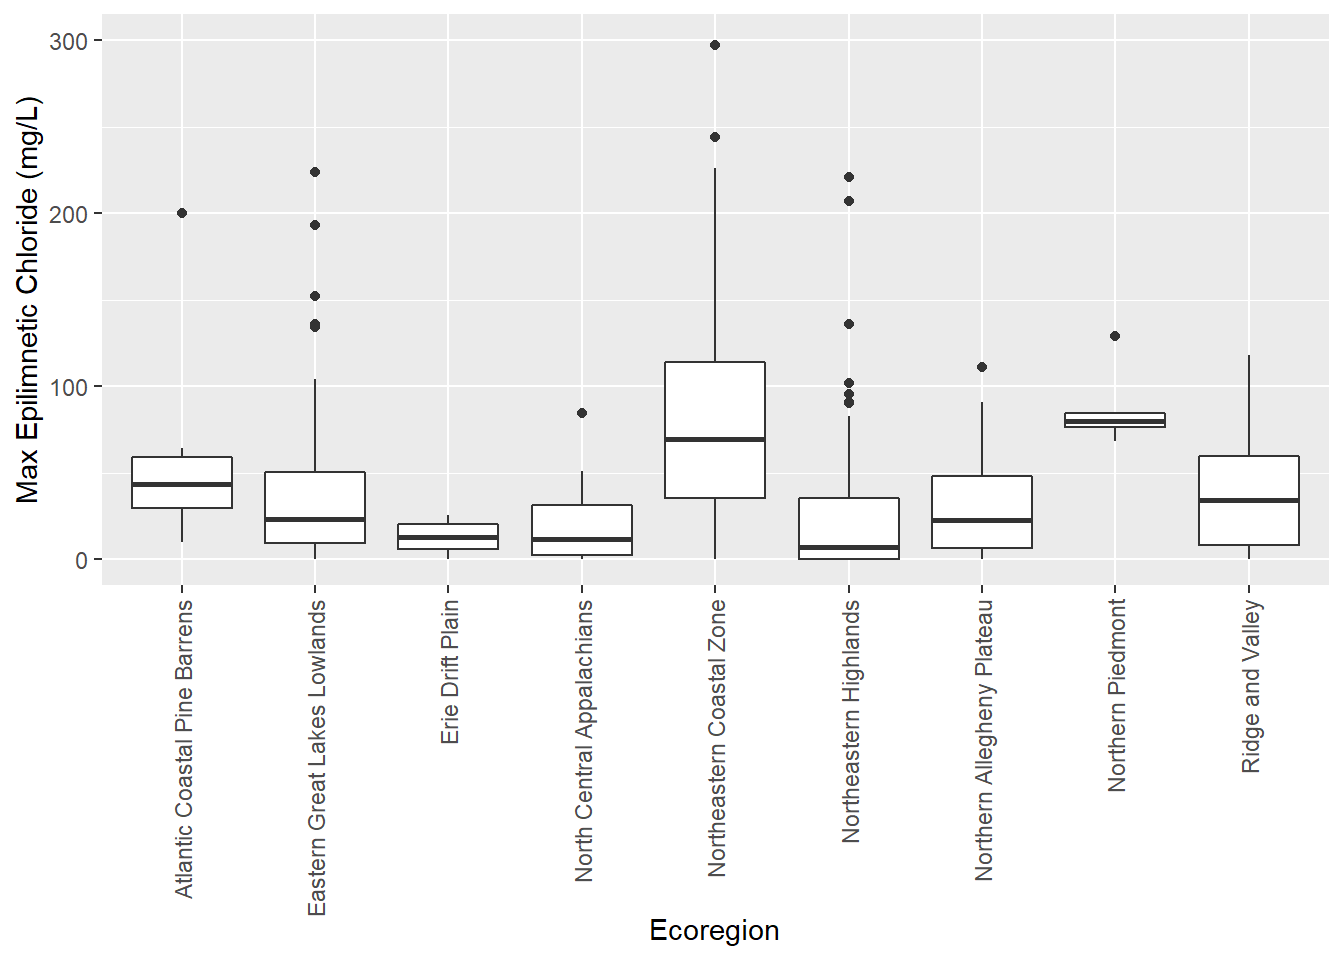 Max Epilimnetic Chloride (mg/L)
300
200
100
0
Atlantic Coastal Pine Barrens
Eastern Great Lakes Lowlands
Erie Drift Plain
North Central Appalachians
Northeastern Coastal Zone
Northeastern Highlands
Northern Allegheny Plateau
Northern Piedmont
Ridge and Valley
Ecoregion